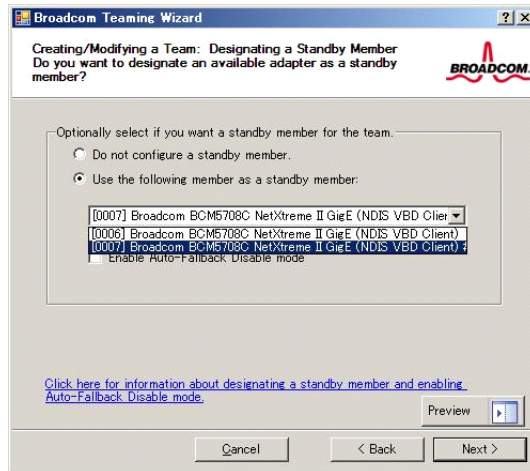 Broadcom Teaming Wizard
Creating/Modifying a Team: Designating a Standby Member
Do you want to designate an available adapter as a standby
member?
BROADCOM.
Optionally select if you want a standby member for the team.
Do not configure a standby member.
Use the following member as a standby member:
[0007] Broadcom BCM5708C NetXtreme II GigE (NDIS VBD Clier
[0006] Broadcom BCM5708C NetXtreme II GigE (NDIS VBD Client)
[0007] Broadcom BCM5708C NetXtreme II GigE (NDIS VBD Client) #
Enable Auto-Fallback Disable mode
Click here for information about designating a standby member and enabling
Auto-Fallback Disable mode.
Preview
Cancel
< Back
Next >